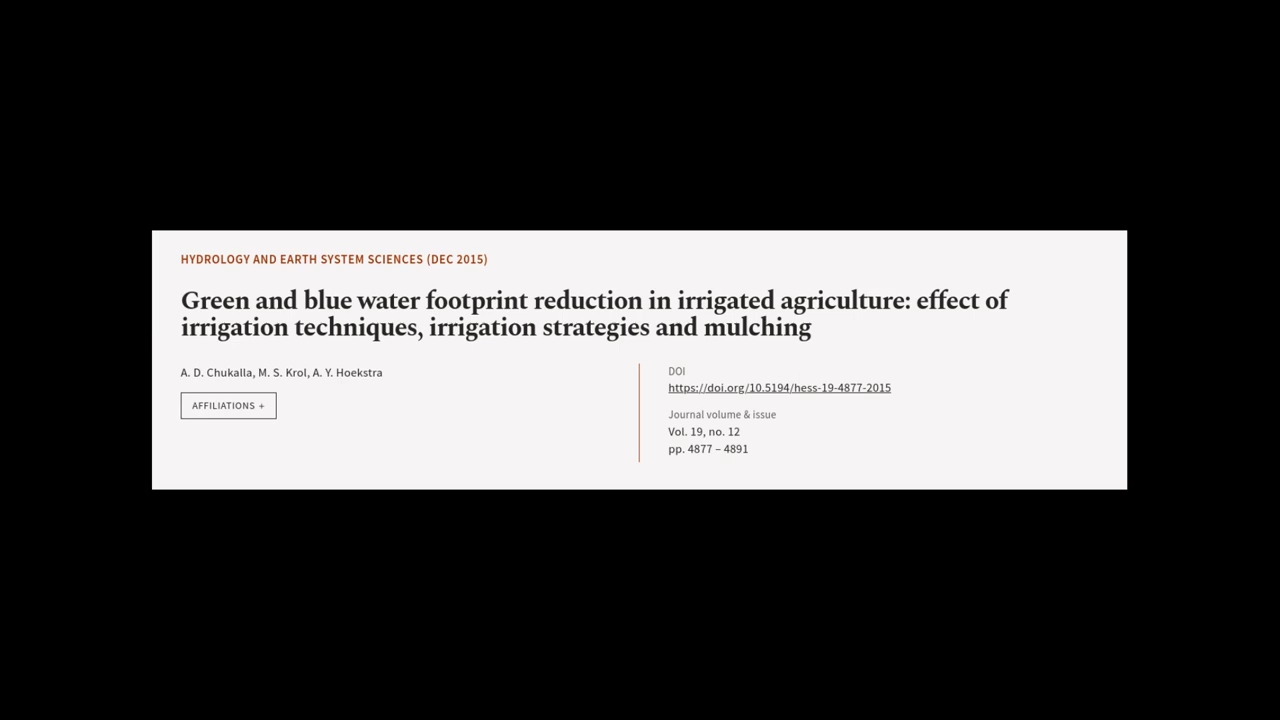 HYDROLOGY AND EARTH SYSTEM SCIENCES (DEC 2015)
Green and blue water footprint reduction in irrigated agriculture: effect of
irrigation techniques, irrigation strategies and mulching
A. D. Chukalla, M. S. Krol, A. Y. Hoekstra
AFFILIATIONS +
DOI
https://doi.org/10.5194/hess-19-4877-2015
Journal volume & issue
Vol. 19, no. 12
pp. 4877 – 4891